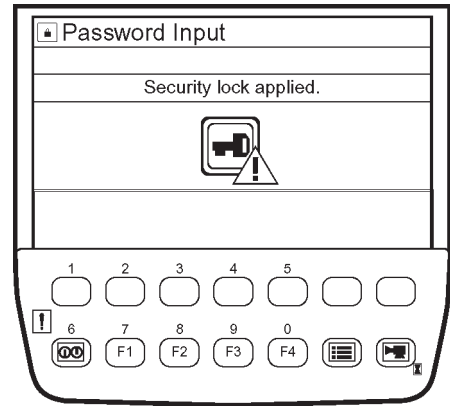 Password Input
Security lock applied.
1 2 3 4 5
6 7 8 9 0
F1 F2 F3 F4